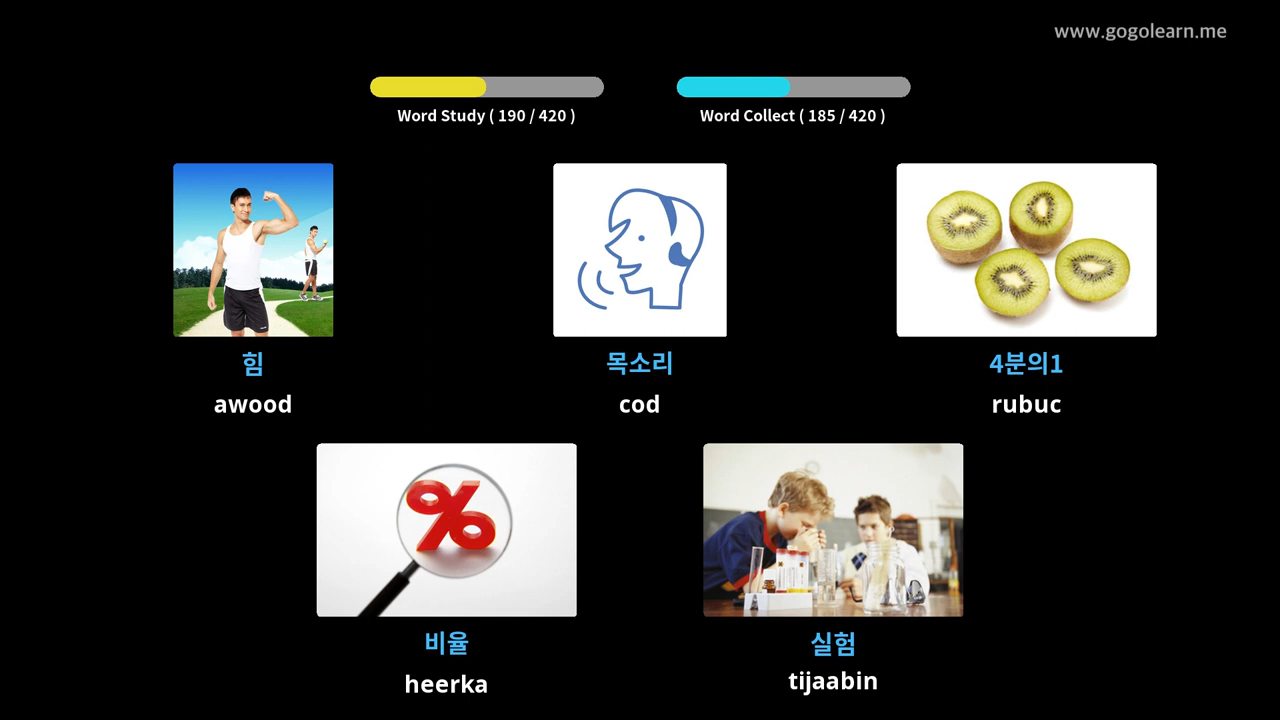 www.gogolearn.me
Word Study ( 190 / 420 )
Word Collect ( 185 / 420 )
힘
awood
목소리
cod
4분의1
rubuc
비율
heerka
실험
tijaabin